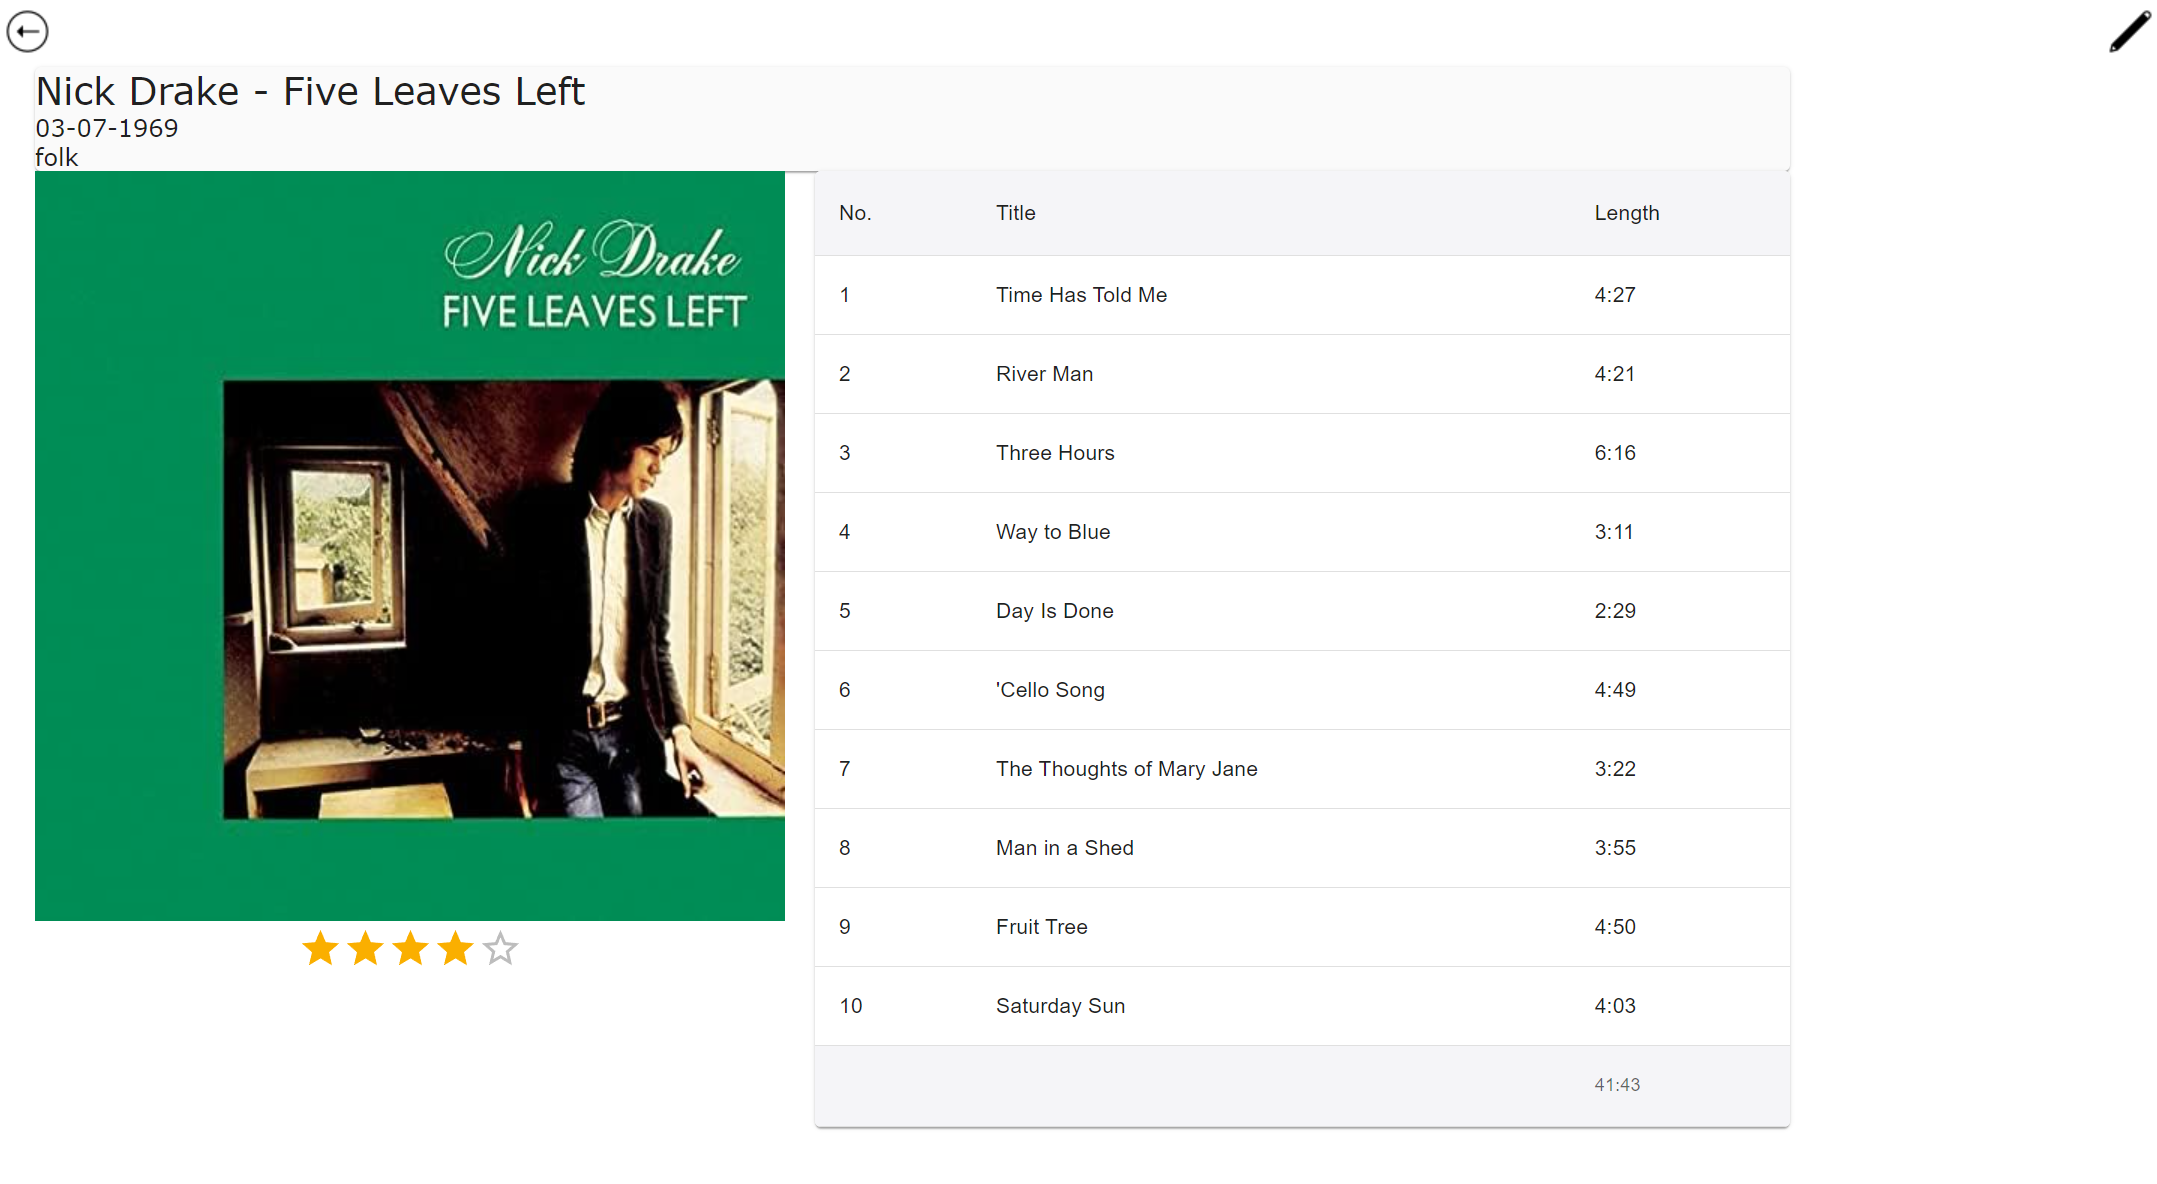 Nick Drake - Five Leaves Left
03-07-1969
folk
Nick Drake
FIVE LEAVES LEFT
No. Title Length
1 Time Has Told Me 4:27
2 River Man 4:21
3 Three Hours 6:16
4 Way to Blue 3:11
5 Day Is Done 2:29
6 'Cello Song 4:49
7 The Thoughts of Mary Jane 3:22
8 Man in a Shed 3:55
9 Fruit Tree 4:50
10 Saturday Sun 4:03
41:43